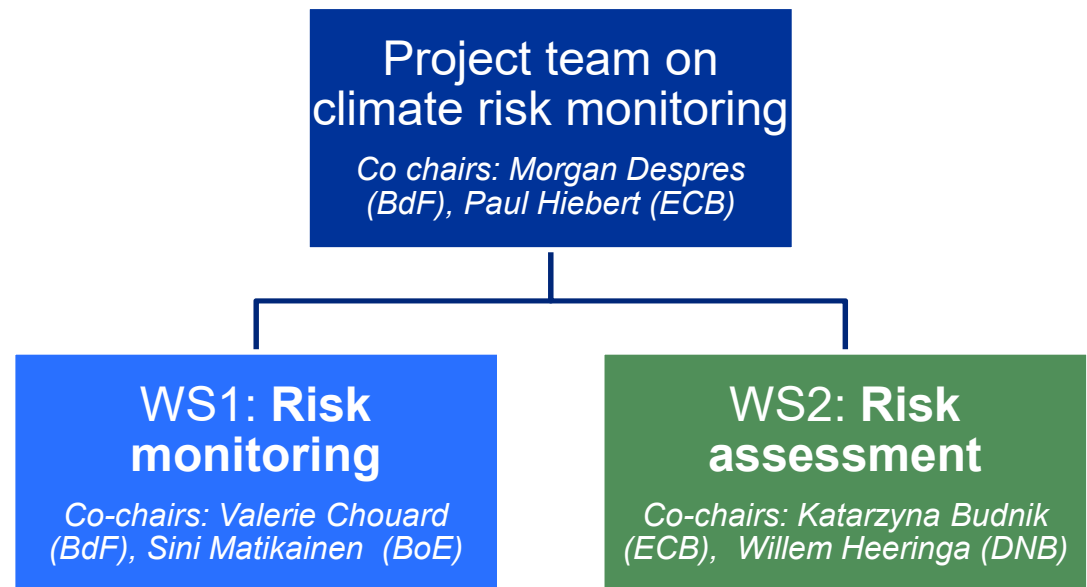 Project team on
climate risk monitoring
Co chairs: Morgan Despres
(BdF), Paul Hiebert (ECB)
WS1: Risk
monitoring
Co-chairs: Valerie Chouard
(BdF), Sini Matikainen  (BoE)
WS2: Risk
assessment
Co-chairs: Katarzyna Budnik
(ECB),  Willem Heeringa (DNB)